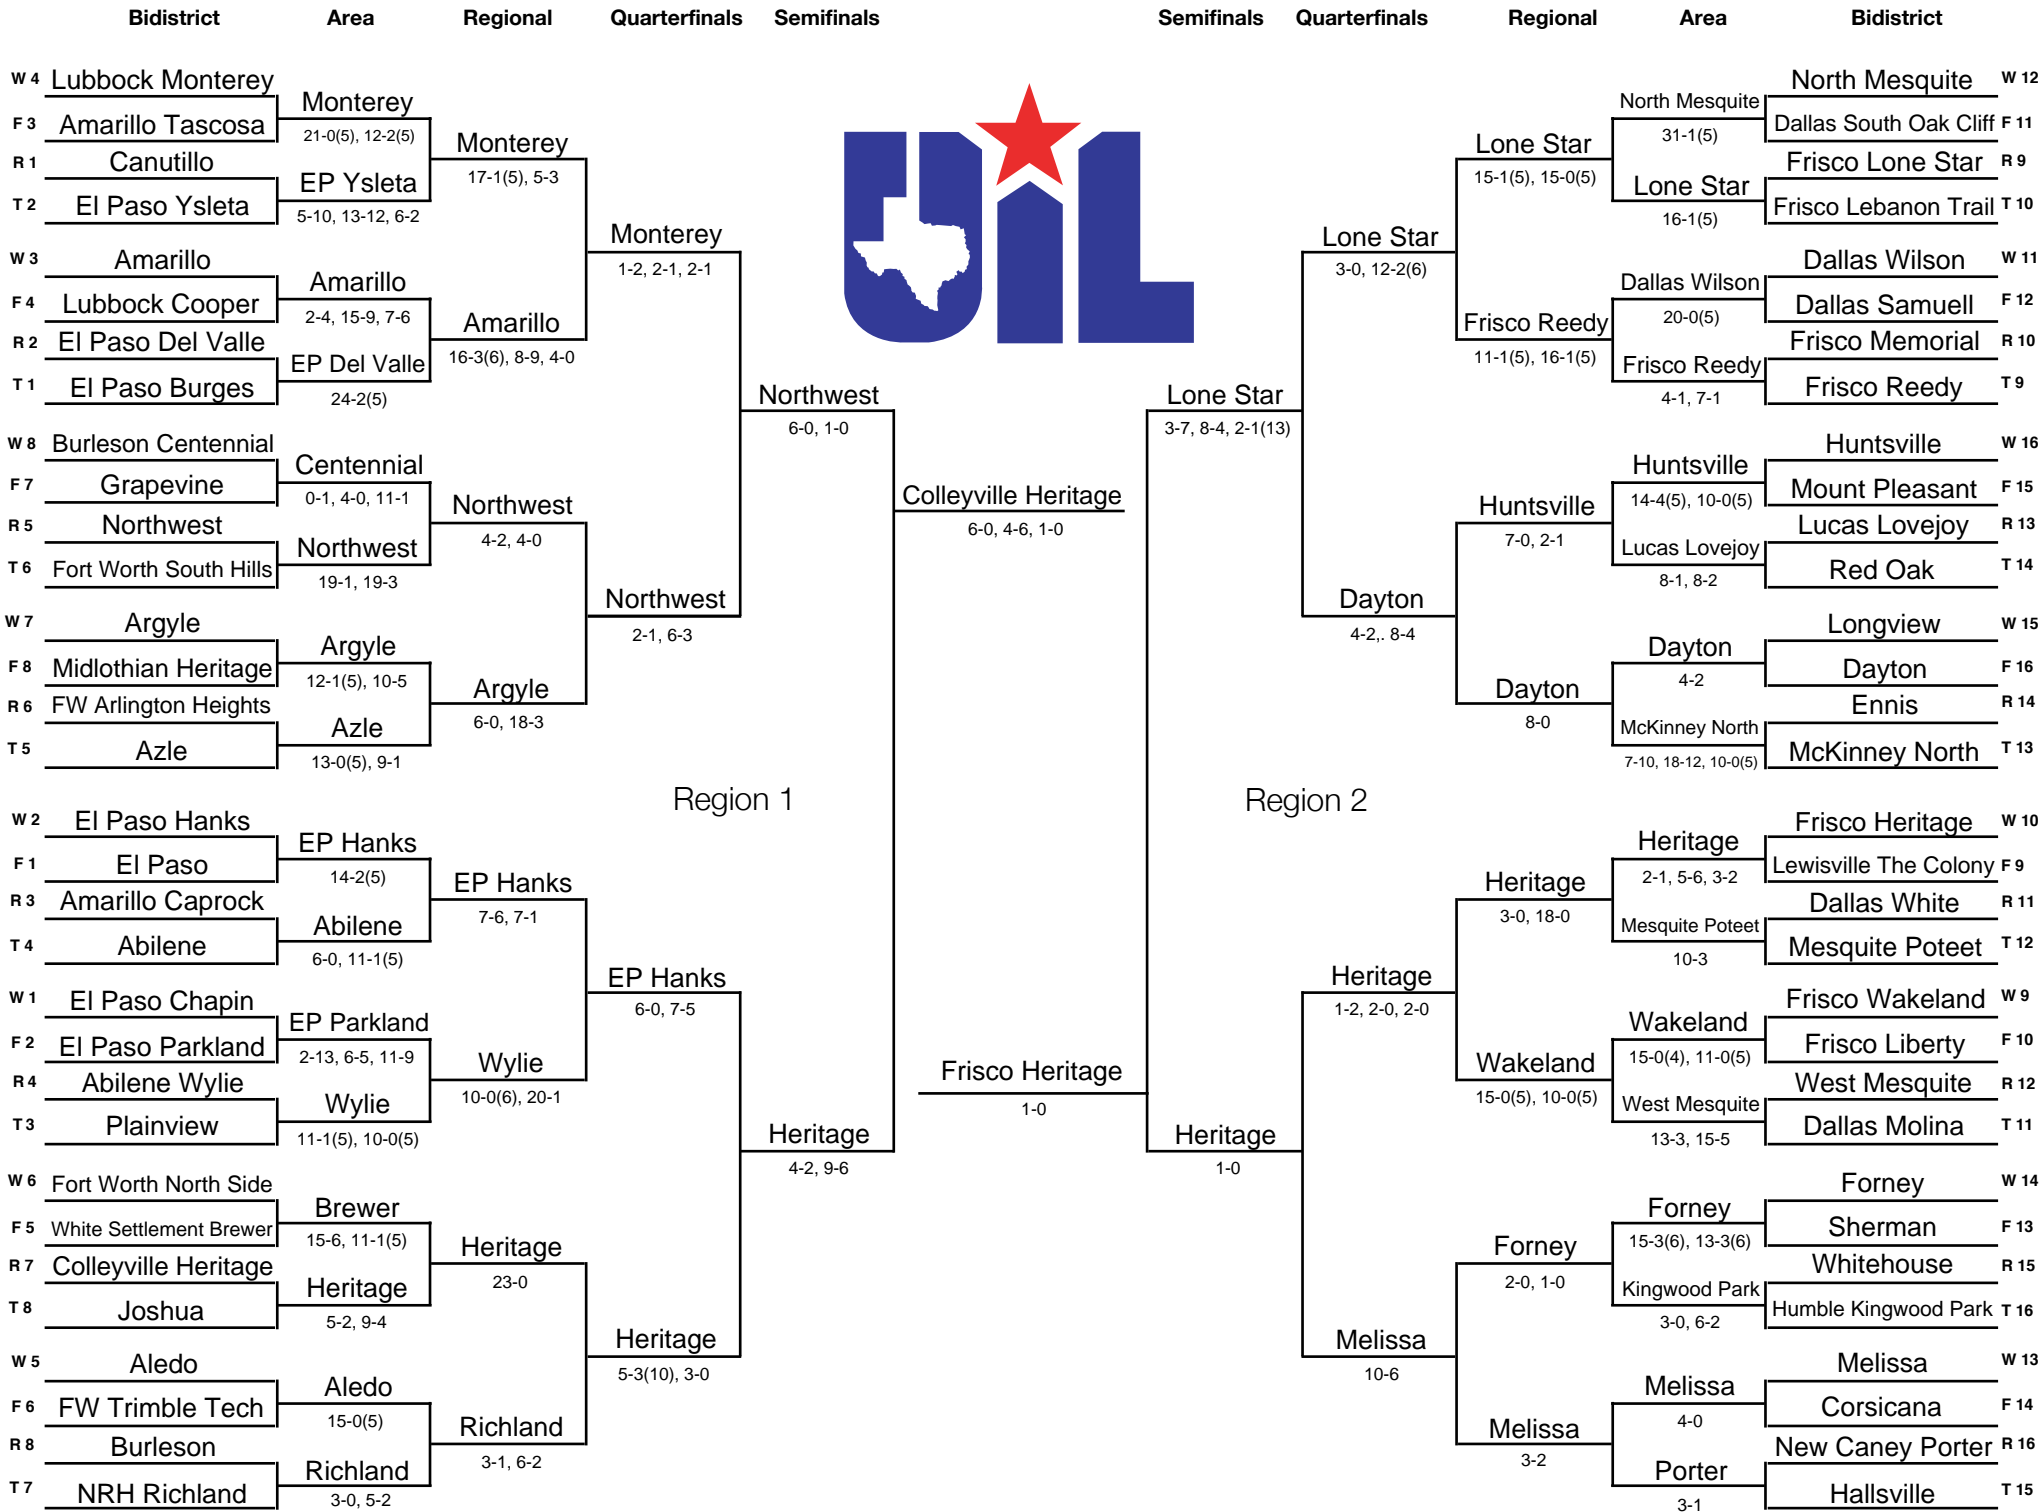 Bidistrict Area Regional Quarterfinals Semifinals Semifinals Quarterfinals Regional Area Bidistrict
W 4 Lubbock Monterey
Monterey
F 3 Amarillo Tascosa
21-0(5), 12-2(5)
Monterey
R 1 Canutillo
17-1(5), 5-3
EP Ysleta
T 2 El Paso Ysleta
5-10, 13-12, 6-2
Monterey
1-2, 2-1, 2-1
W 3 Amarillo
Amarillo
F 4 Lubbock Cooper
2-4, 15-9, 7-6
Amarillo
R 2 El Paso Del Valle
16-3(6), 8-9, 4-0
EP Del Valle
T 1 El Paso Burges
24-2(5)
Northwest
6-0, 1-0
W 8 Burleson Centennial
Centennial
F 7 Grapevine
0-1, 4-0, 11-1
Northwest
R 5 Northwest
4-2, 4-0
Northwest
T 6 Fort Worth South Hills
19-1, 19-3
Northwest
2-1, 6-3
W 7 Argyle
Argyle
F 8 Midlothian Heritage
12-1(5), 10-5
Argyle
R 6 FW Arlington Heights
6-0, 18-3
Azle
T 5 Azle
13-0(5), 9-1
Colleyville Heritage
6-0, 4-6, 1-0
Region 1
W 2 El Paso Hanks
EP Hanks
F 1 El Paso
14-2(5)
EP Hanks
R 3 Amarillo Caprock
7-6, 7-1
Abilene
T 4 Abilene
6-0, 11-1(5)
EP Hanks
6-0, 7-5
W 1 El Paso Chapin
EP Parkland
F 2 El Paso Parkland
2-13, 6-5, 11-9
Wylie
R 4 Abilene Wylie
10-0(6), 20-1
Wylie
T 3 Plainview
11-1(5), 10-0(5)
Heritage
4-2, 9-6
W 6 Fort Worth North Side
Brewer
F 5 White Settlement Brewer
15-6, 11-1(5)
Heritage
R 7 Colleyville Heritage
23-0
Heritage
T 8 Joshua
5-2, 9-4
Heritage
5-3(10), 3-0
W 5 Aledo
Aledo
F 6 FW Trimble Tech
15-0(5)
Richland
R 8 Burleson
3-1, 6-2
Richland
T 7 NRH Richland
3-0, 5-2
UIL
North Mesquite W 12
North Mesquite
Dallas South Oak Cliff F 11
31-1(5)
Lone Star
Frisco Lone Star R 9
15-1(5), 15-0(5)
Lone Star
Frisco Lebanon Trail T 10
16-1(5)
Lone Star
3-0, 12-2(6)
Dallas Wilson W 11
Dallas Wilson
Dallas Samuell F 12
20-0(5)
Frisco Reedy
Frisco Memorial R 10
11-1(5), 16-1(5)
Frisco Reedy
Frisco Reedy T 9
4-1, 7-1
Lone Star
3-7, 8-4, 2-1(13)
Huntsville W 16
Huntsville
Mount Pleasant F 15
14-4(5), 10-0(5)
Huntsville
Lucas Lovejoy R 13
7-0, 2-1
Lucas Lovejoy
Red Oak T 14
8-1, 8-2
Dayton
4-2,. 8-4
Longview W 15
Dayton
Dayton F 16
4-2
Dayton
Ennis R 14
8-0
McKinney North
McKinney North T 13
7-10, 18-12, 10-0(5)
Region 2
Frisco Heritage
1-0
Frisco Heritage W 10
Heritage
Lewisville The Colony F 9
2-1, 5-6, 3-2
Heritage
Dallas White R 11
3-0, 18-0
Mesquite Poteet
Mesquite Poteet T 12
10-3
Heritage
1-2, 2-0, 2-0
Frisco Wakeland W 9
Wakeland
Frisco Liberty F 10
15-0(4), 11-0(5)
Wakeland
West Mesquite R 12
15-0(5), 10-0(5)
West Mesquite
Dallas Molina T 11
13-3, 15-5
Heritage
1-0
Forney W 14
Forney
Sherman F 13
15-3(6), 13-3(6)
Forney
Whitehouse R 15
2-0, 1-0
Kingwood Park
Humble Kingwood Park T 16
3-0, 6-2
Melissa
10-6
Melissa W 13
Melissa
Corsicana F 14
4-0
Melissa
New Caney Porter R 16
3-2
Porter
Hallsville T 15
3-1